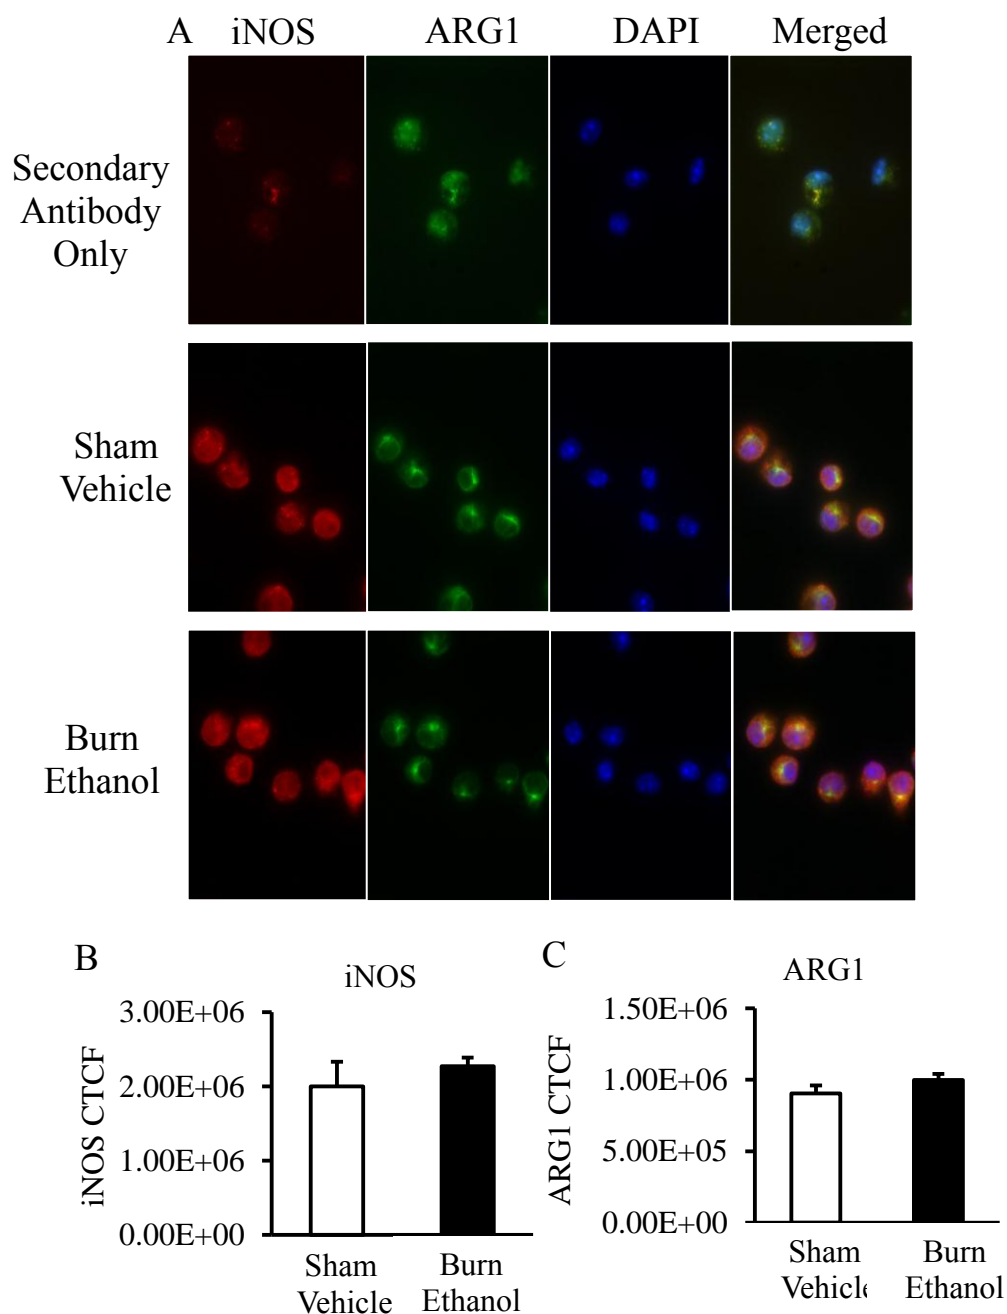 A iNOS ARG1 DAPI Merged
Secondary
Antibody
Only
Sham
Vehicle
Burn
Ethanol
B
iNOS
iNOS CTCF
3.00E+06
2.00E+06
1.00E+06
0.00E+00
Sham
Vehicle
Burn
Ethanol
C
ARG1
ARG1 CTCF
1.50E+06
1.00E+06
5.00E+05
0.00E+00
Sham
Vehicle
Burn
Ethanol